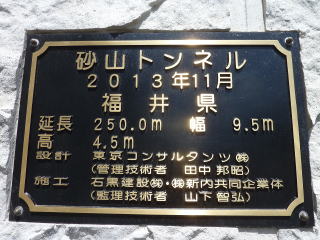 砂山トンネル
2013年11月
福井県
延長 250.0m 幅 9.5m
高 4.5m
設計 東京コンサルタンツ㈱
(管理技術者 田中邦昭)
施工 石黒建設㈱・㈱新内共同企業体
(監理技術者 山下智弘)